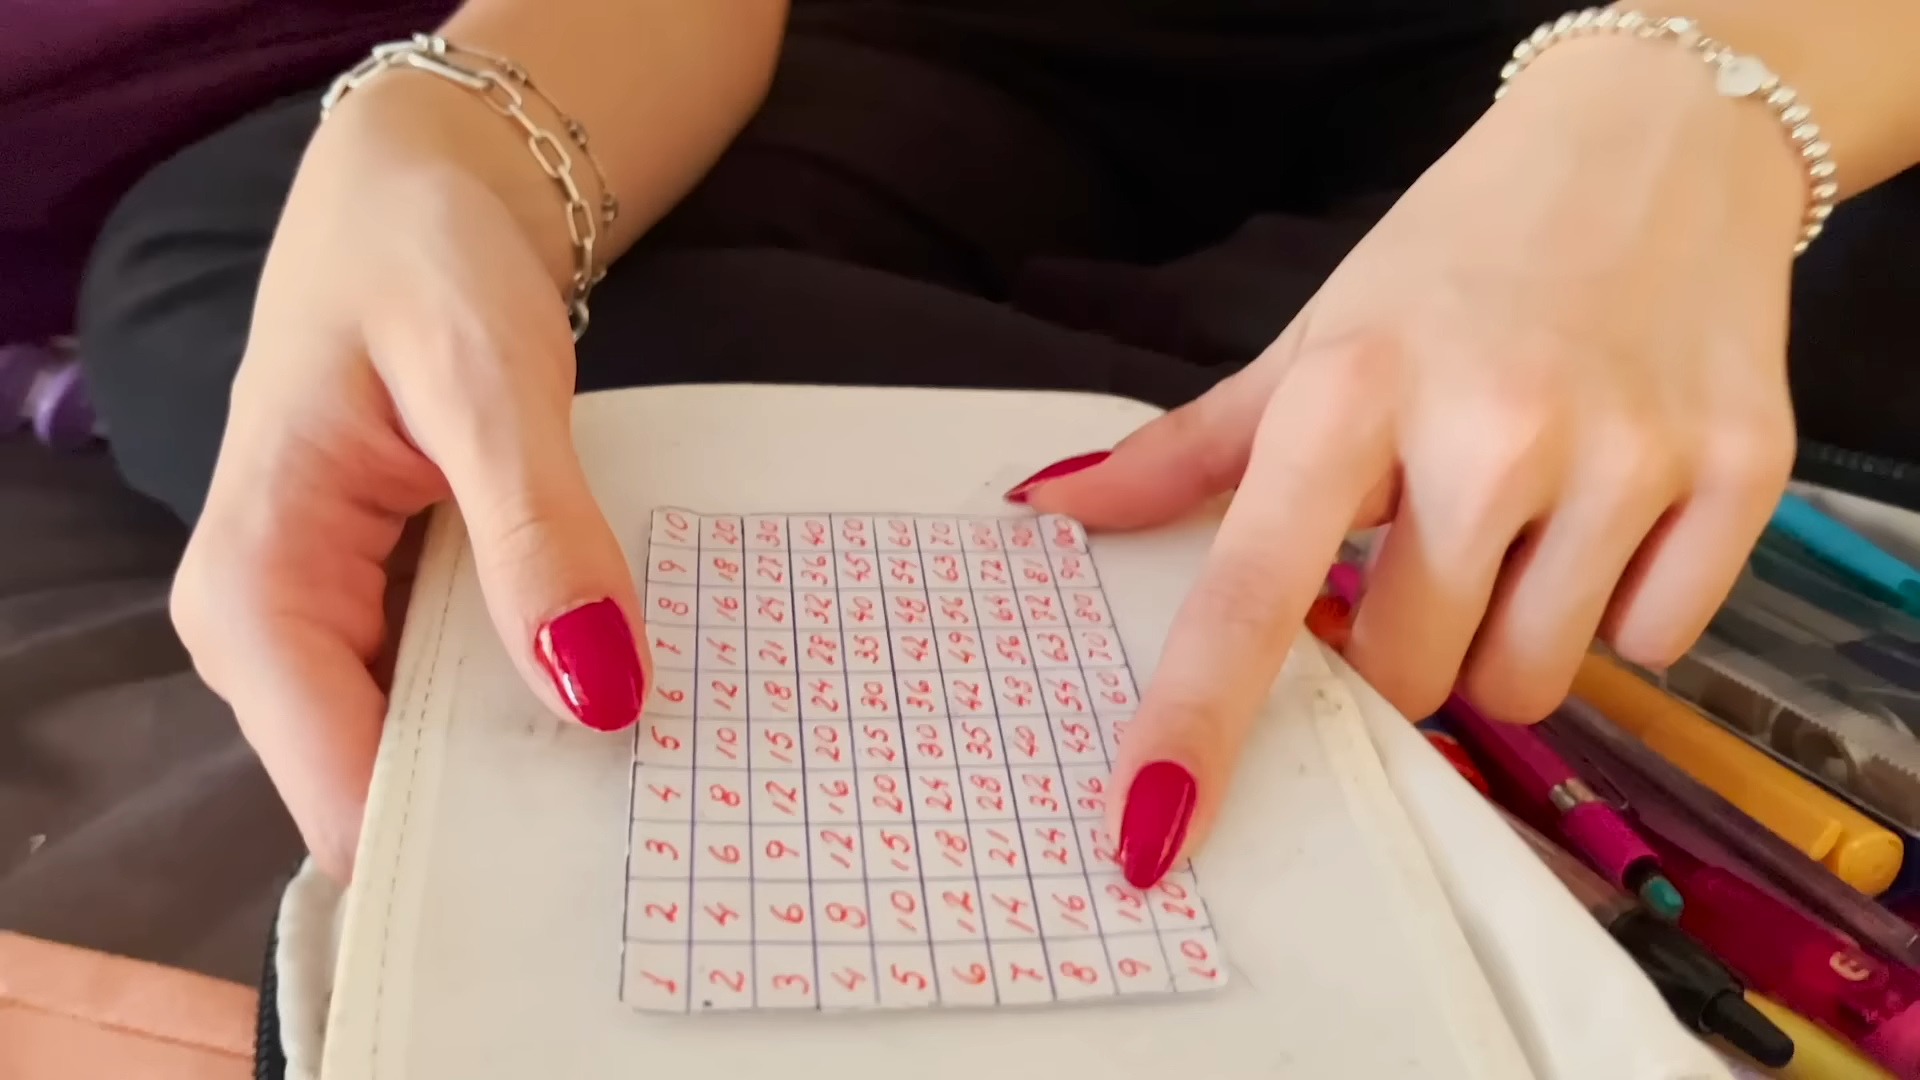 1 2 3 4 5 6 7 8 9 10
2 4 6 8 10 12 14 16 18 20
3 6 9 12 15 18 21 24 27 30
4 8 12 16 20 24 28 32 36 40
5 10 15 20 25 30 35 40 45 50
6 12 18 24 30 36 42 48 54 60
7 14 21 28 35 42 49 56 63 70
8 16 24 32 40 48 56 64 72 80
9 18 36 45 54 63 72 81 90
10 20 60 70 80 90 100